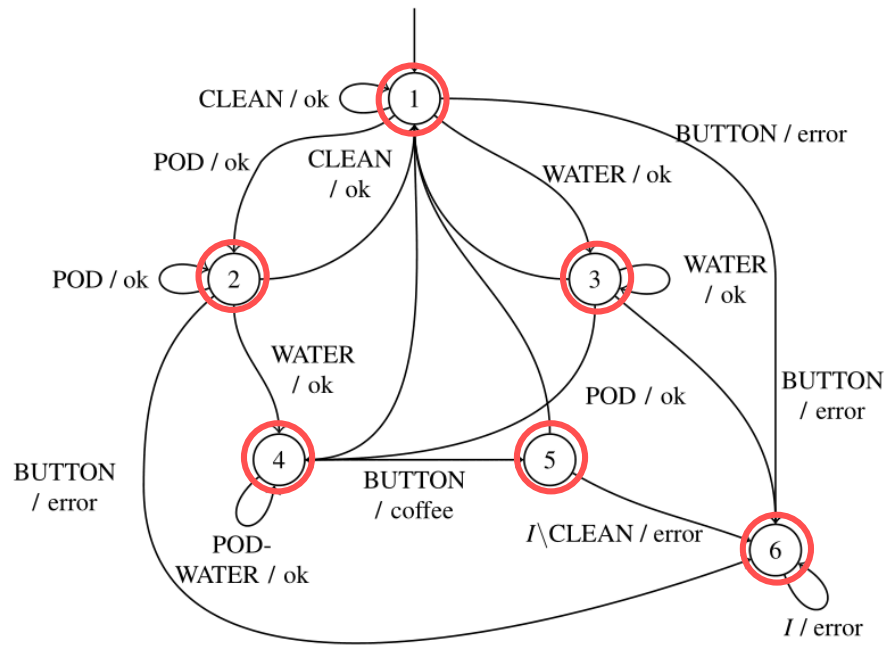 CLEAN / ok
1
BUTTON / error
POD / ok
CLEAN
/ ok
WATER / ok
POD / ok
2
3
WATER
/ ok
WATER
/ ok
BUTTON
/ error
POD / ok
4
5
BUTTON
/ error
BUTTON
/ coffee
I\CLEAN / error
6
POD-
WATER / ok
I / error